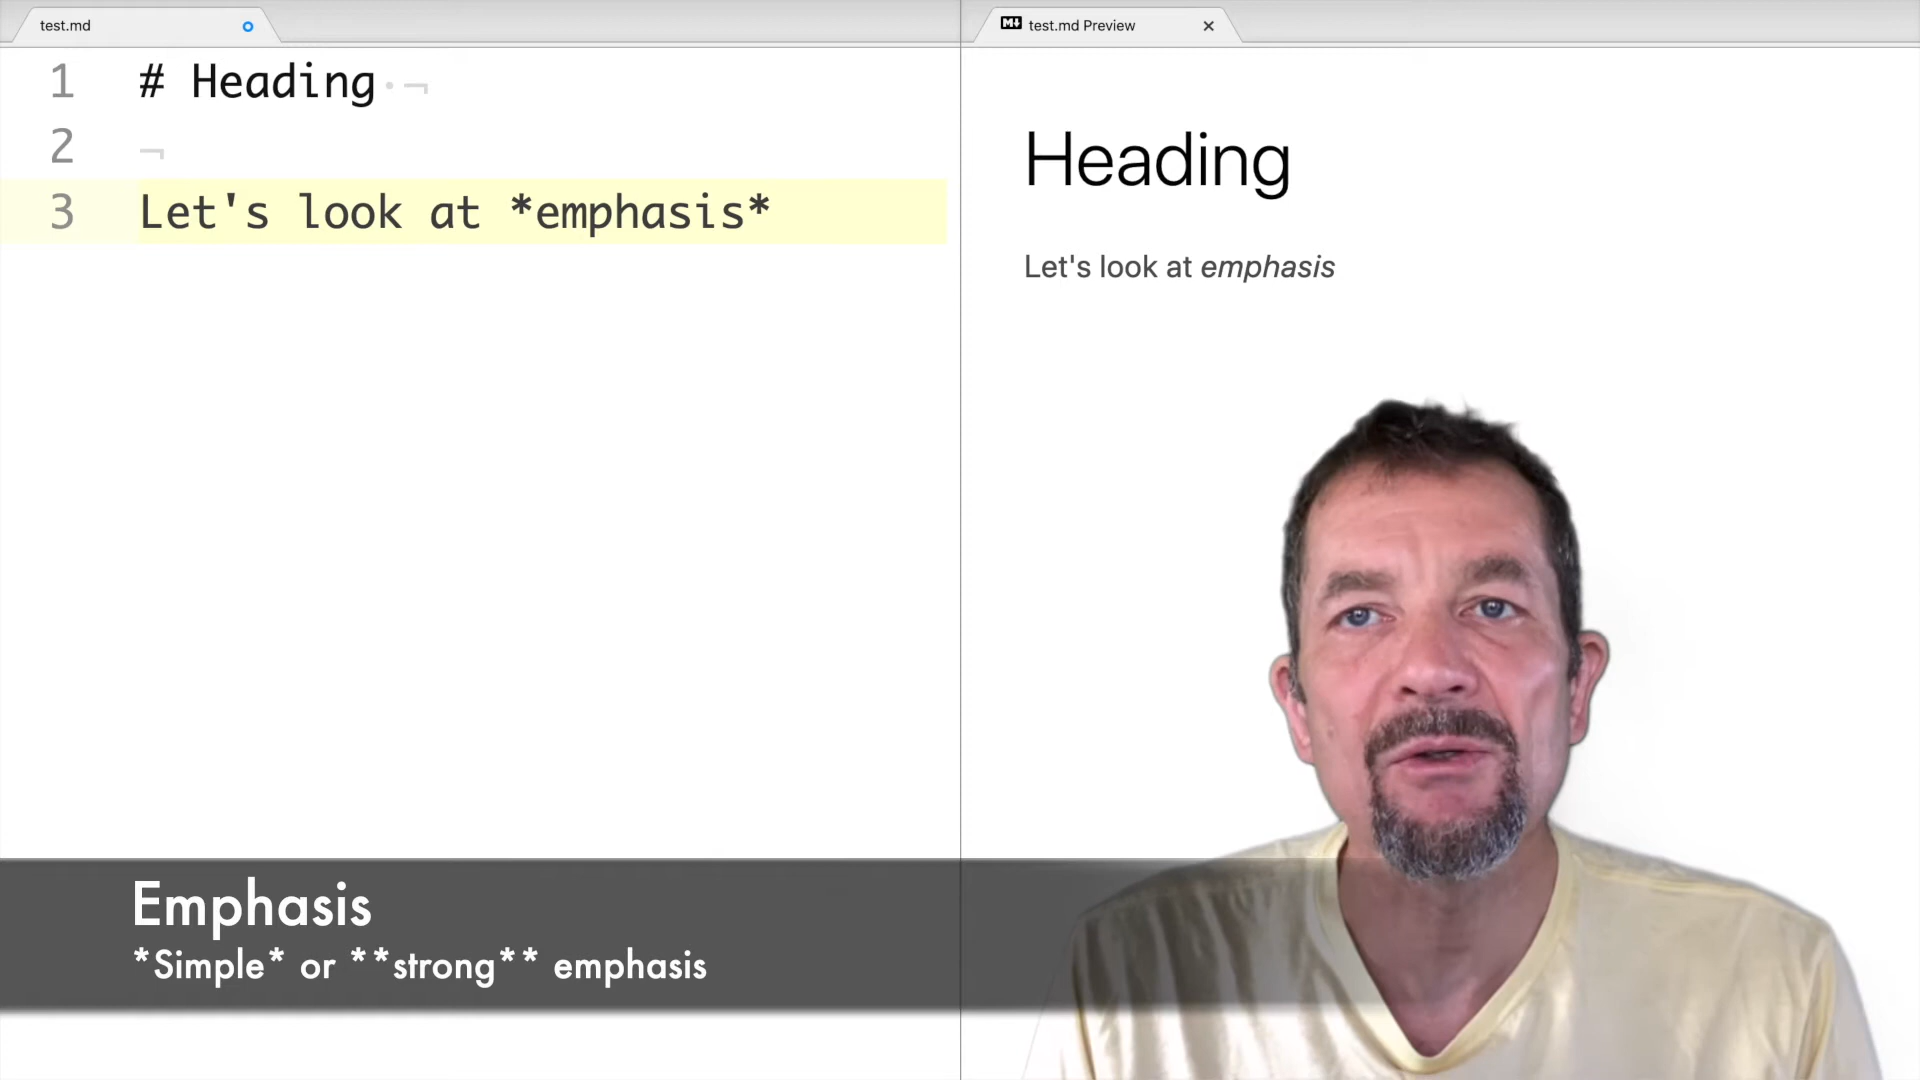 test.md
test.md Preview
1 # Heading
2
3 Let's look at *emphasis*
Heading
Let's look at emphasis
Emphasis
*Simple* or **strong** emphasis